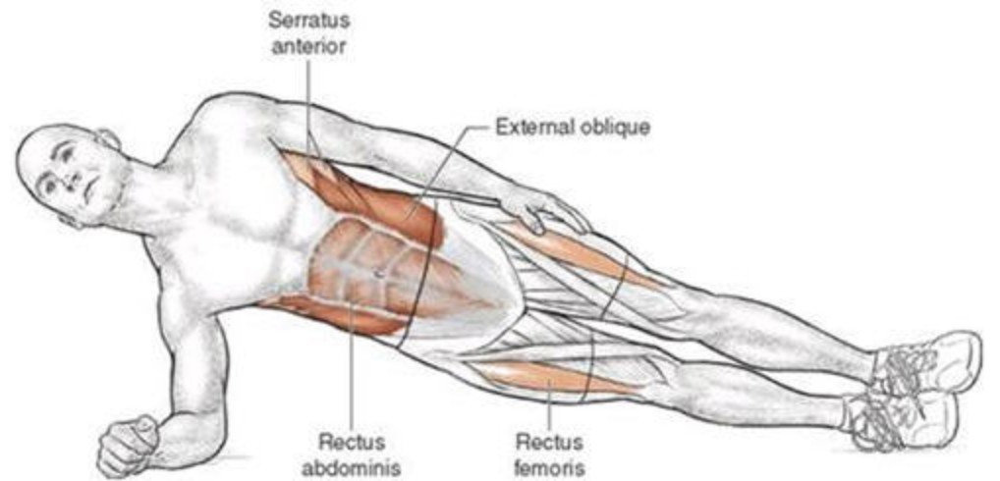 Serratus
anterior
External oblique
Rectus
abdominis
Rectus
femoris